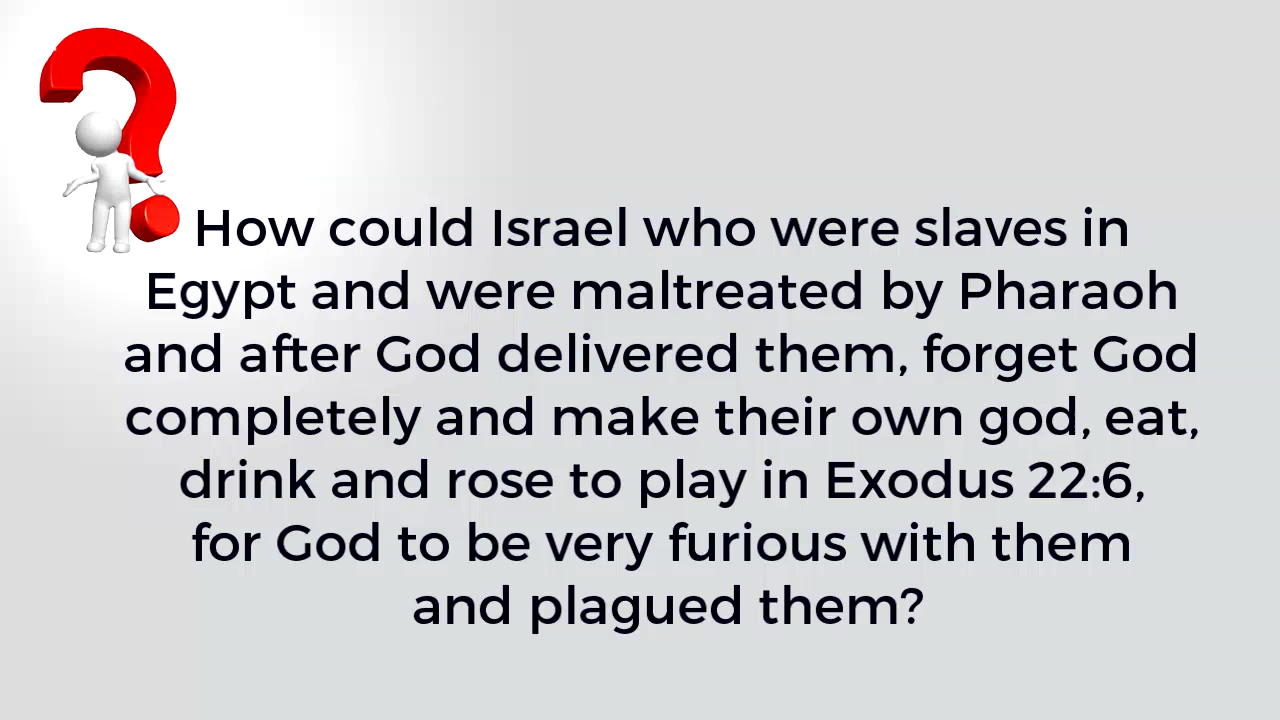 How could Israel who were slaves in
Egypt and were maltreated by Pharaoh
and after God delivered them, forget God
completely and make their own god, eat,
drink and rose to play in Exodus 22:6,
for God to be very furious with them
and plagued them?